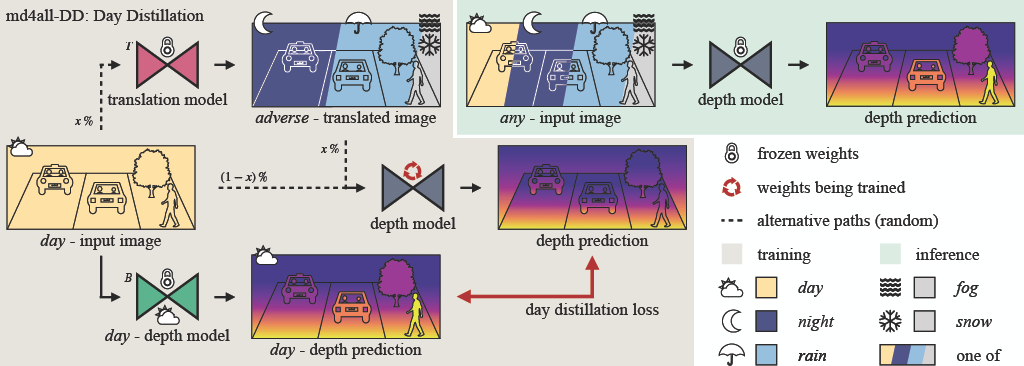 md4all-DD: Day Distillation
T
translation model
x %
adverse - translated image
x %
day - input image
(1 – x) %
depth model
depth prediction
B
day - depth model
day - depth prediction
day distillation loss
any - input image
depth model
depth prediction
frozen weights
weights being trained
alternative paths (random)
training
inference
day
fog
night
snow
rain
one of